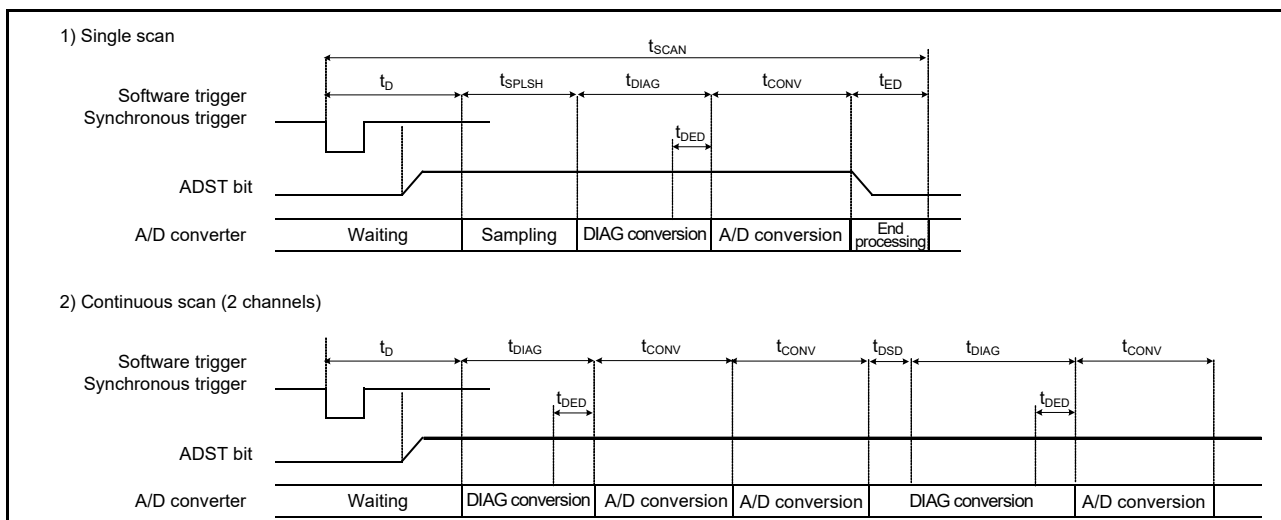 1) Single scan
tSCAN
tD tSPLSH tDIAG tCONV tED
Software trigger
Synchronous trigger
tDED
ADST bit
A/D converter Waiting Sampling DIAG conversion A/D conversion End processing
2) Continuous scan (2 channels)
tD tDIAG tCONV tCONV tDSD tDIAG tCONV
Software trigger
Synchronous trigger
tDED tDED
ADST bit
A/D converter Waiting DIAG conversion A/D conversion A/D conversion DIAG conversion A/D conversion